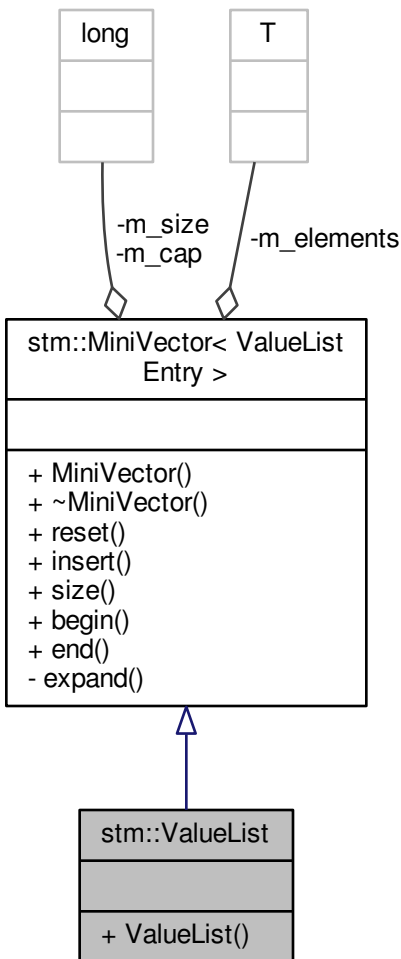 long
T
-m_size
-m_cap
-m_elements
stm::MiniVector< ValueList
Entry >
+ MiniVector()
+ ~MiniVector()
+ reset()
+ insert()
+ size()
+ begin()
+ end()
- expand()
stm::ValueList
+ ValueList()